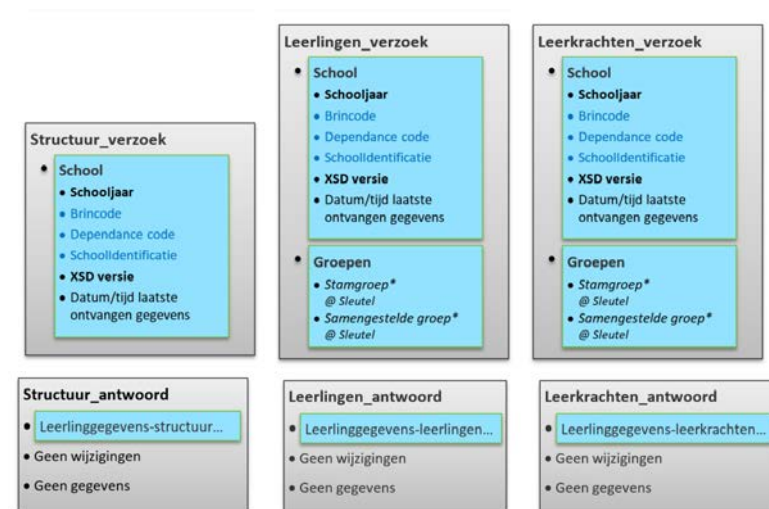 Structuur_verzoek
• School
• Schooljaar
• Brincode
• Dependance code
• SchoolIdentificatie
• XSD versie
• Datum/tijd laatste
ontvangen gegevens
Leerlingen_verzoek
• School
• Schooljaar
• Brincode
• Dependance code
• SchoolIdentificatie
• XSD versie
• Datum/tijd laatste
ontvangen gegevens
• Groepen
• Stamgroep*
@ Sleutel
• Samengestelde groep*
@ Sleutel
Leerkrachten_verzoek
• School
• Schooljaar
• Brincode
• Dependance code
• SchoolIdentificatie
• XSD versie
• Datum/tijd laatste
ontvangen gegevens
• Groepen
• Stamgroep*
@ Sleutel
• Samengestelde groep*
@ Sleutel
Structuur_antwoord
• Leerlinggegevens-structuur...
• Geen wijzigingen
• Geen gegevens
Leerlingen_antwoord
• Leerlinggegevens-leerlingen...
• Geen wijzigingen
• Geen gegevens
Leerkrachten_antwoord
• Leerlinggegevens-leerkrachten...
• Geen wijzigingen
• Geen gegevens